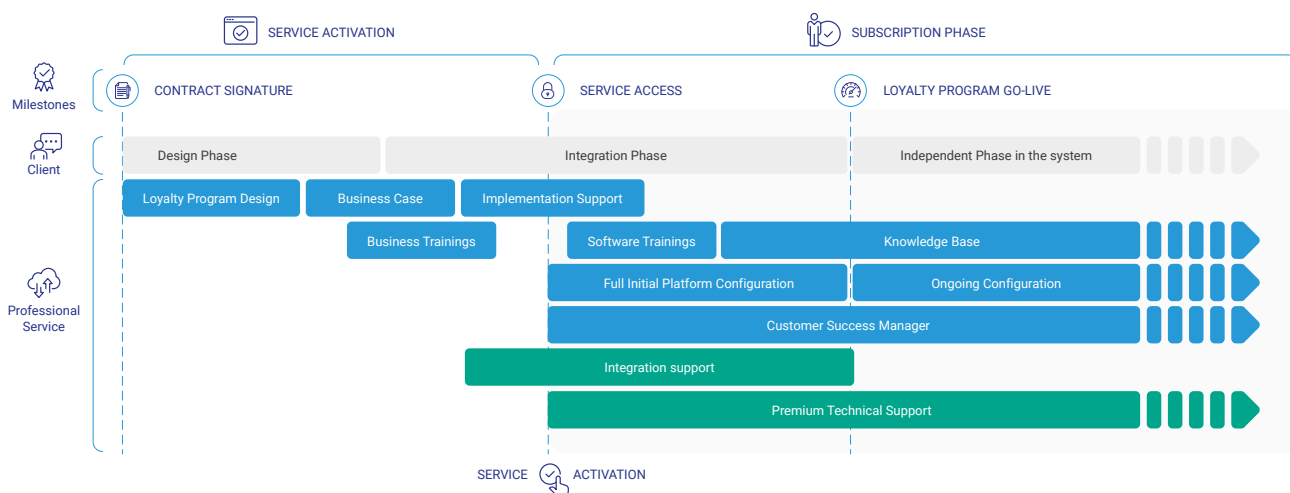 SERVICE ACTIVATION
SUBSCRIPTION PHASE
Milestones
CONTRACT SIGNATURE
SERVICE ACCESS
LOYALTY PROGRAM GO-LIVE
Client
Design Phase
Integration Phase
Independent Phase in the system
Loyalty Program Design
Business Case
Implementation Support
Business Trainings
Software Trainings
Knowledge Base
Professional
Service
Full Initial Platform Configuration
Ongoing Configuration
Customer Success Manager
Integration support
Premium Technical Support
SERVICE ACTIVATION